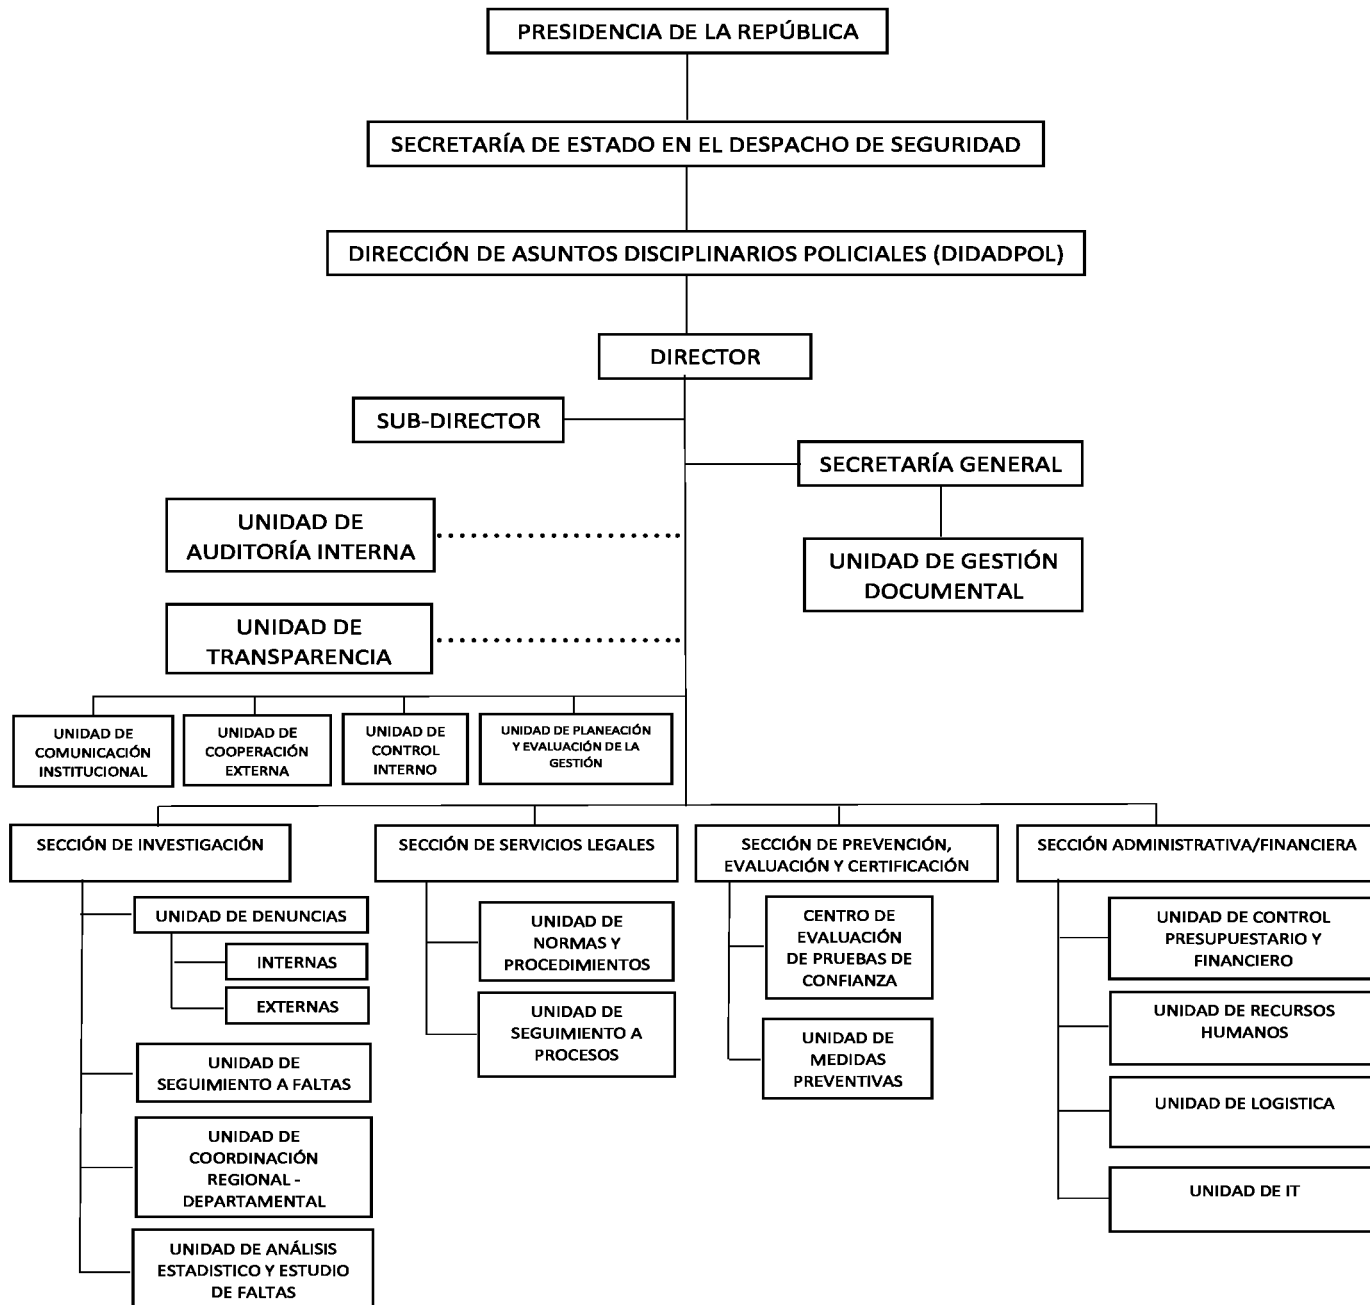 PRESIDENCIA DE LA REPÚBLICA
SECRETARÍA DE ESTADO EN EL DESPACHO DE SEGURIDAD
DIRECCIÓN DE ASUNTOS DISCIPLINARIOS POLICIALES (DIDADPOL)
DIRECTOR
SUB-DIRECTOR
SECRETARÍA GENERAL
UNIDAD DE
AUDITORÍA INTERNA
UNIDAD DE GESTIÓN
DOCUMENTAL
UNIDAD DE
TRANSPARENCIA
UNIDAD DE
COMUNICACIÓN
INSTITUCIONAL
UNIDAD DE
COOPERACIÓN
EXTERNA
UNIDAD DE
CONTROL
INTERNO
UNIDAD DE PLANEACIÓN
Y EVALUACIÓN DE LA
GESTIÓN
SECCIÓN DE INVESTIGACIÓN
UNIDAD DE DENUNCIAS
INTERNAS
EXTERNAS
UNIDAD DE
SEGUIMIENTO A FALTAS
UNIDAD DE
COORDINACIÓN
REGIONAL -
DEPARTAMENTAL
UNIDAD DE ANÁLISIS
ESTADISTICO Y ESTUDIO
DE FALTAS
SECCIÓN DE SERVICIOS LEGALES
UNIDAD DE
NORMAS Y
PROCEDIMIENTOS
UNIDAD DE
SEGUIMIENTO A
PROCESOS
SECCIÓN DE PREVENCIÓN,
EVALUACIÓN Y CERTIFICACIÓN
CENTRO DE
EVALUACIÓN
DE PRUEBAS DE
CONFIANZA
UNIDAD DE
MEDIDAS
PREVENTIVAS
SECCIÓN ADMINISTRATIVA/FINANCIERA
UNIDAD DE CONTROL
PRESUPUESTARIO Y
FINANCIERO
UNIDAD DE RECURSOS
HUMANOS
UNIDAD DE LOGISTICA
UNIDAD DE IT